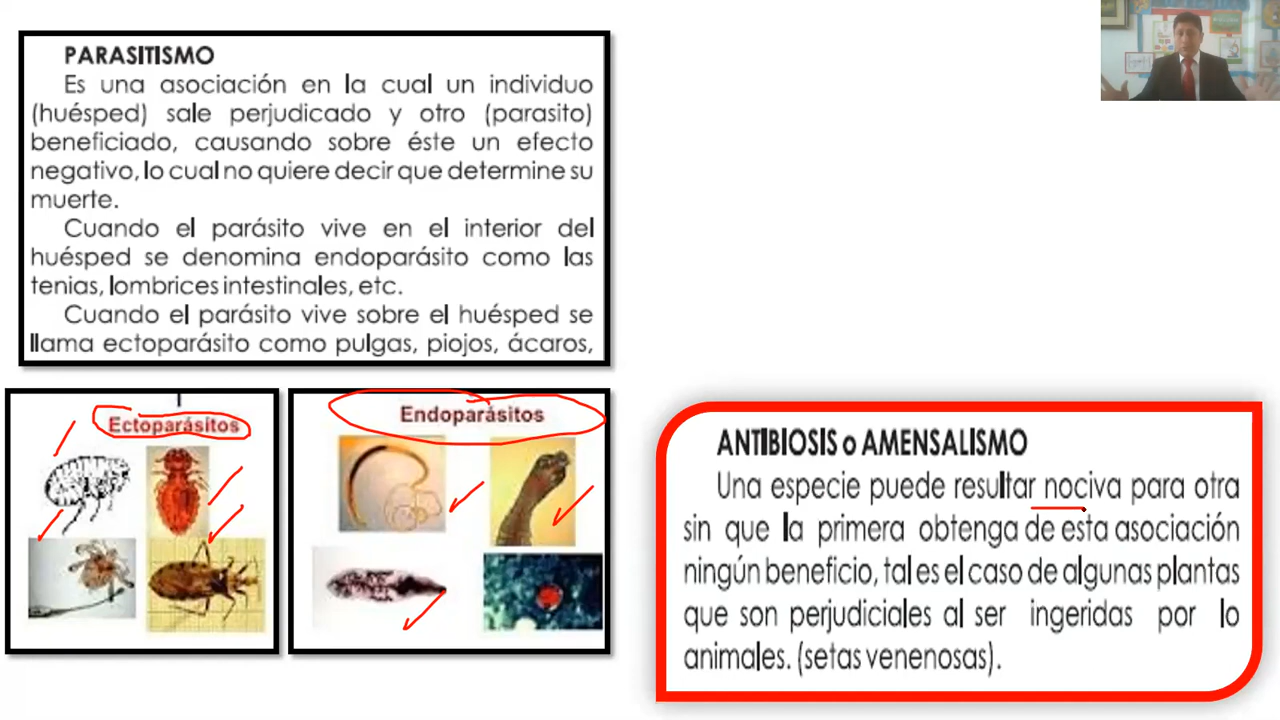 PARASITISMO
Es una asociación en la cual un individuo
(huésped) sale perjudicado y otro (parasito)
beneficiado, causando sobre éste un efecto
negativo, lo cual no quiere decir que determine su
muerte.
Cuando el parásito vive en el interior del
huésped se denomina endoparásito como las
tenias, lombrices intestinales, etc.
Cuando el parásito vive sobre el huésped se
llama ectoparásito como pulgas, piojos, ácaros,
Ectoparásitos
Endoparásitos
ANTIBIOSIS o AMENSALISMO
Una especie puede resultar nociva para otra
sin que la primera obtenga de esta asociación
ningún beneficio, tal es el caso de algunas plantas
que son perjudiciales al ser ingeridas por lo
animales. (setas venenosas).